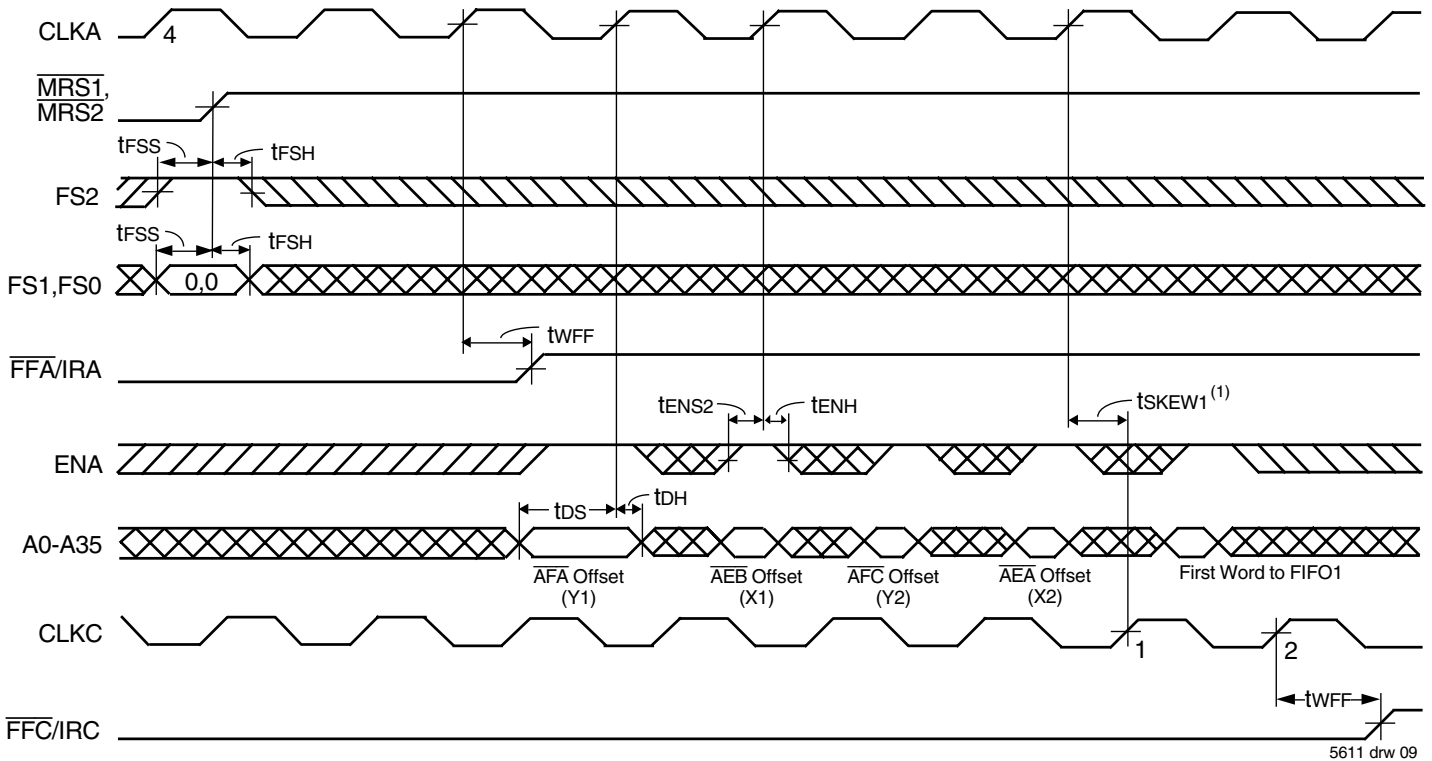 CLKA
4
MRS1,
MRS2
tFSS
tFSH
FS2
tFSS
tFSH
FS1,FS0
0,0
tWFF
FFA/IRA
tENS2
tENH
tSKEW1 (1)
ENA
tDS
tDH
A0-A35
AFA Offset
(Y1)
AEB Offset
(X1)
AFC Offset
(Y2)
AEA Offset
(X2)
First Word to FIFO1
CLKC
1
2
tWFF
FFC/IRC
5611 drw 09